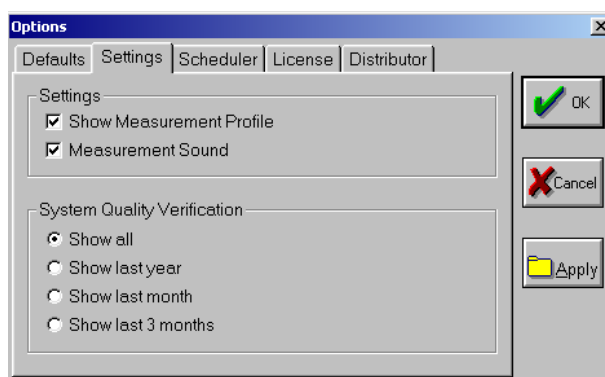 Options
Defaults Settings Scheduler License Distributor
Settings
Show Measurement Profile
Measurement Sound
System Quality Verification
Show all
Show last year
Show last month
Show last 3 months
OK
Cancel
Apply